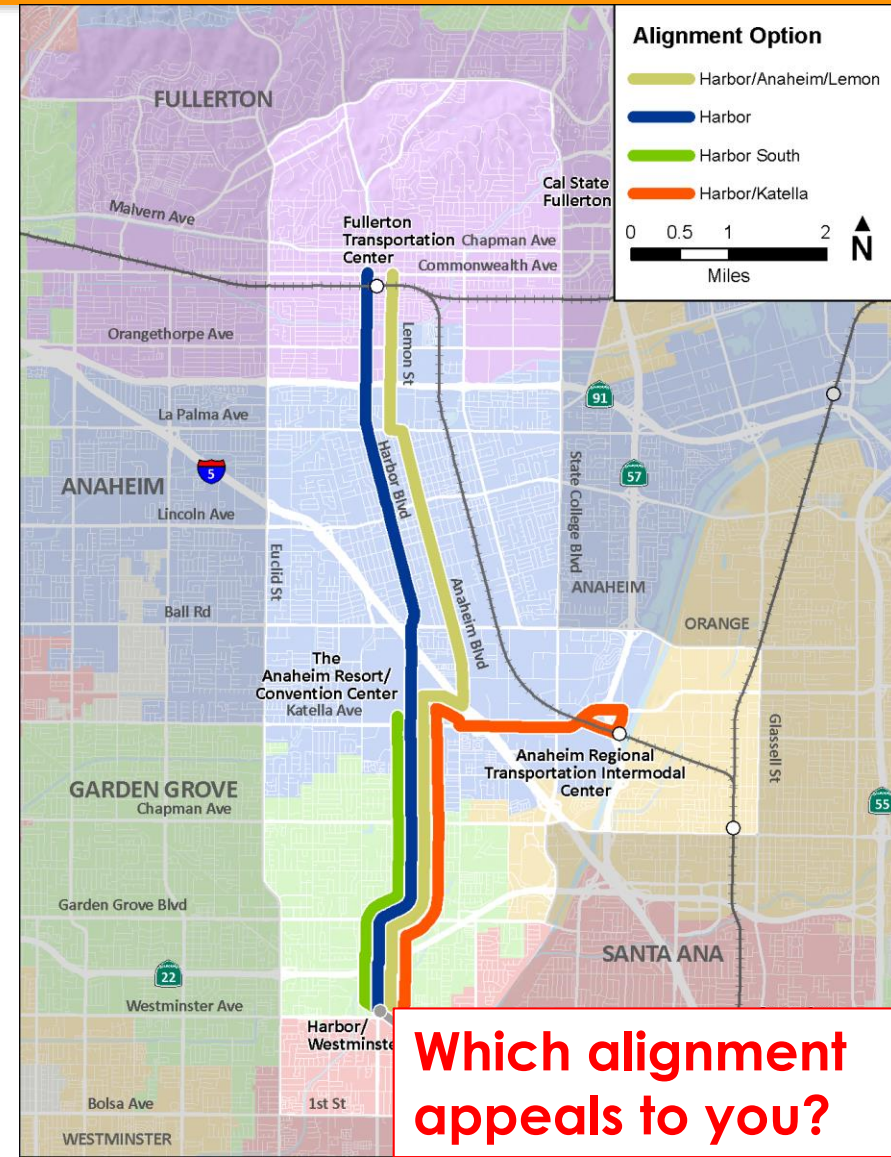 Alignment Option
Harbor/Anaheim/Lemon
Harbor
Harbor South
Harbor/Katella
0 0.5 1 2
Miles
N
FULLERTON
Cal State
Fullerton
Malvern Ave
Fullerton
Transportation
Center
Chapman Ave
Commonwealth Ave
Orangethorpe Ave
Lemon St
91
La Palma Ave
Harbor Blvd
State College Blvd
5
57
ANAHEIM
Lincoln Ave
Euclid St
ANAHEIM
Ball Rd
Anaheim Blvd
ORANGE
The
Anaheim Resort/
Convention Center
Katella Ave
Glassell St
Anaheim Regional
Transportation Intermodal
Center
GARDEN GROVE
Chapman Ave
55
Garden Grove Blvd
SANTA ANA
22
Westminster Ave
Harbor/
Westminste
Which alignment
appeals to you?
Bolsa Ave
1st St
WESTMINSTER